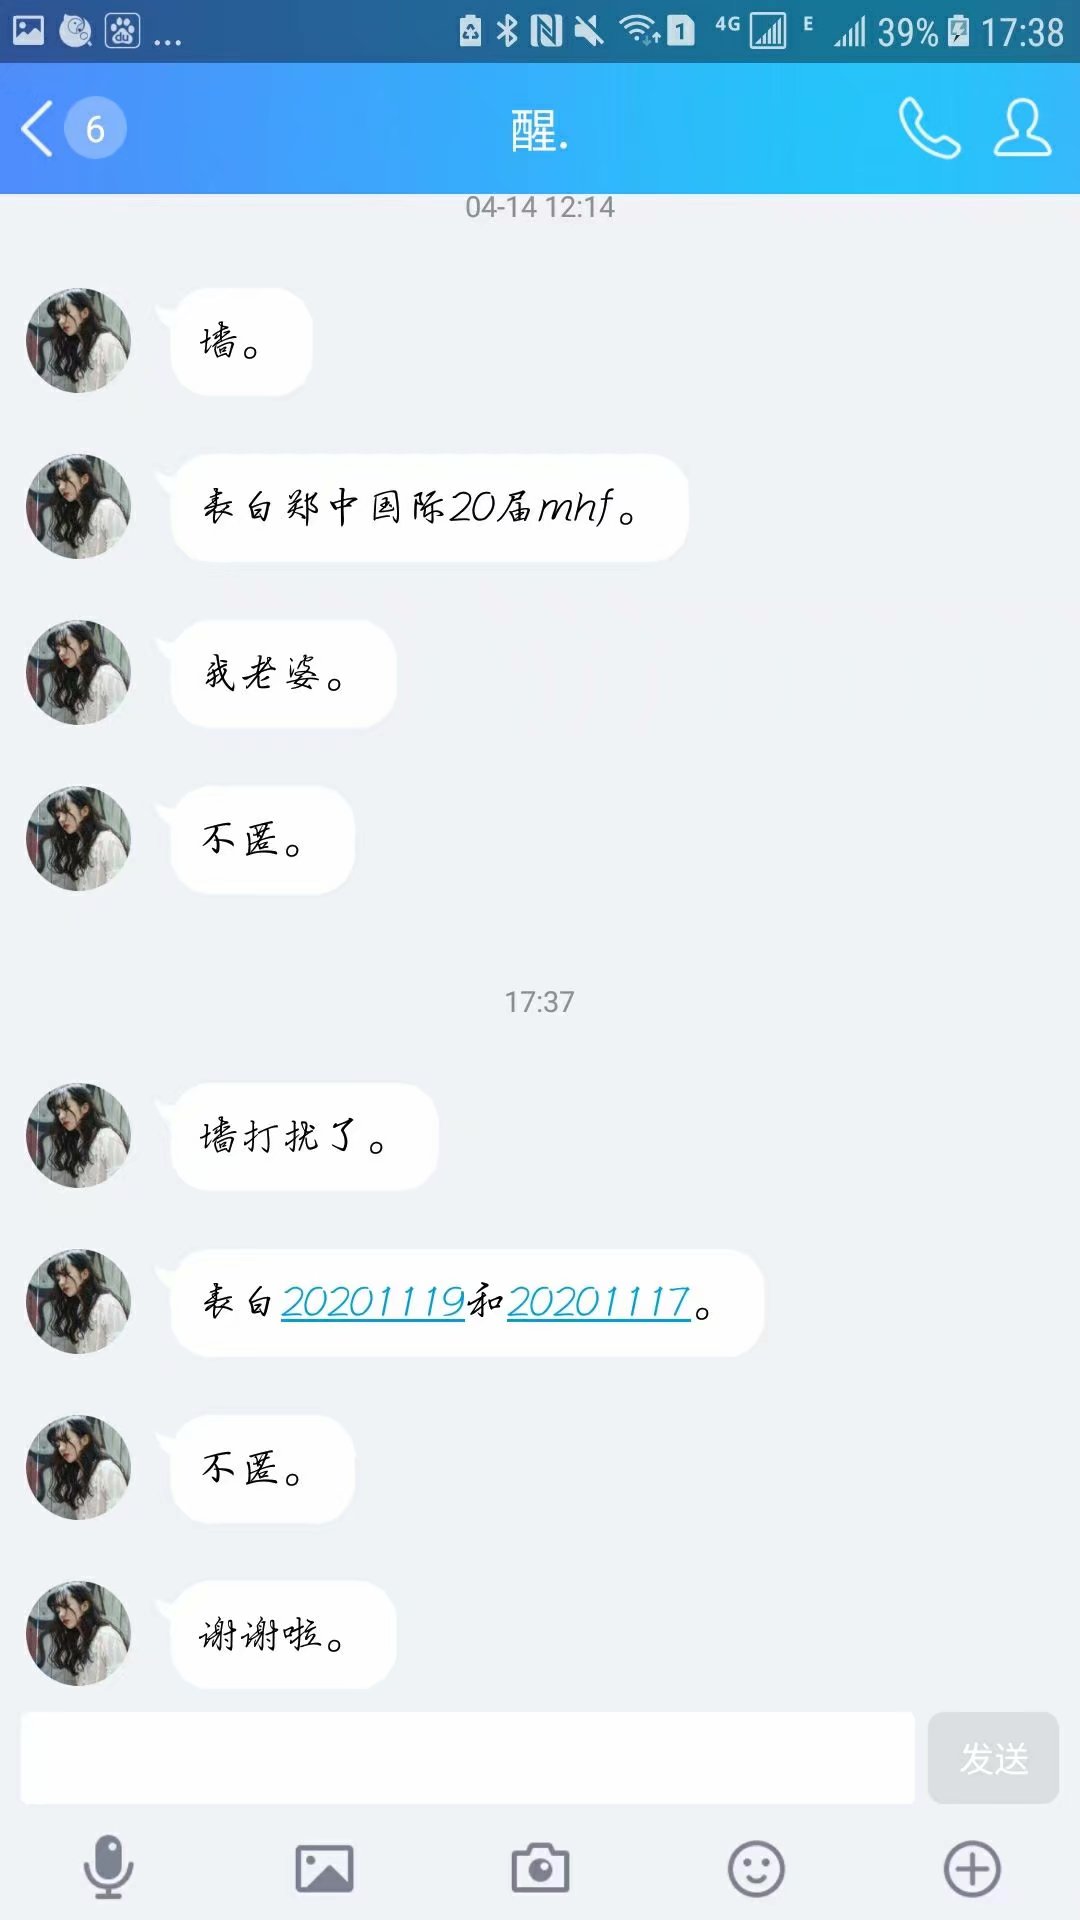 ... 4G E 39% 17:38
6 醒.
04-14 12:14
墙。
表白郑中国际20届mhf。
我老婆。
不匿。
17:37
墙打扰了。
表白20201119和20201117。
不匿。
谢谢啦。
发送